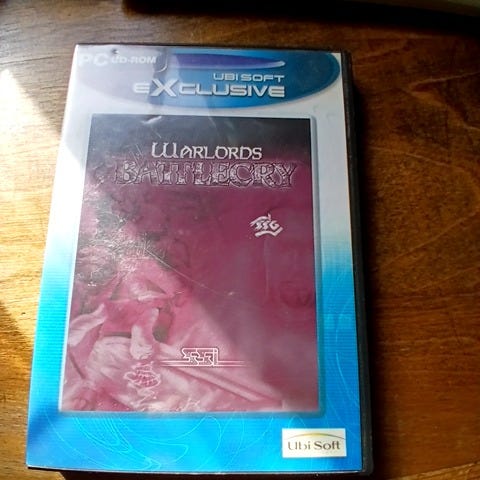 PC CD-ROM
UBI SOFT
eXCLUSIVE
WARLORDS
BATTLECRY
SSG
SSI
Ubi Soft